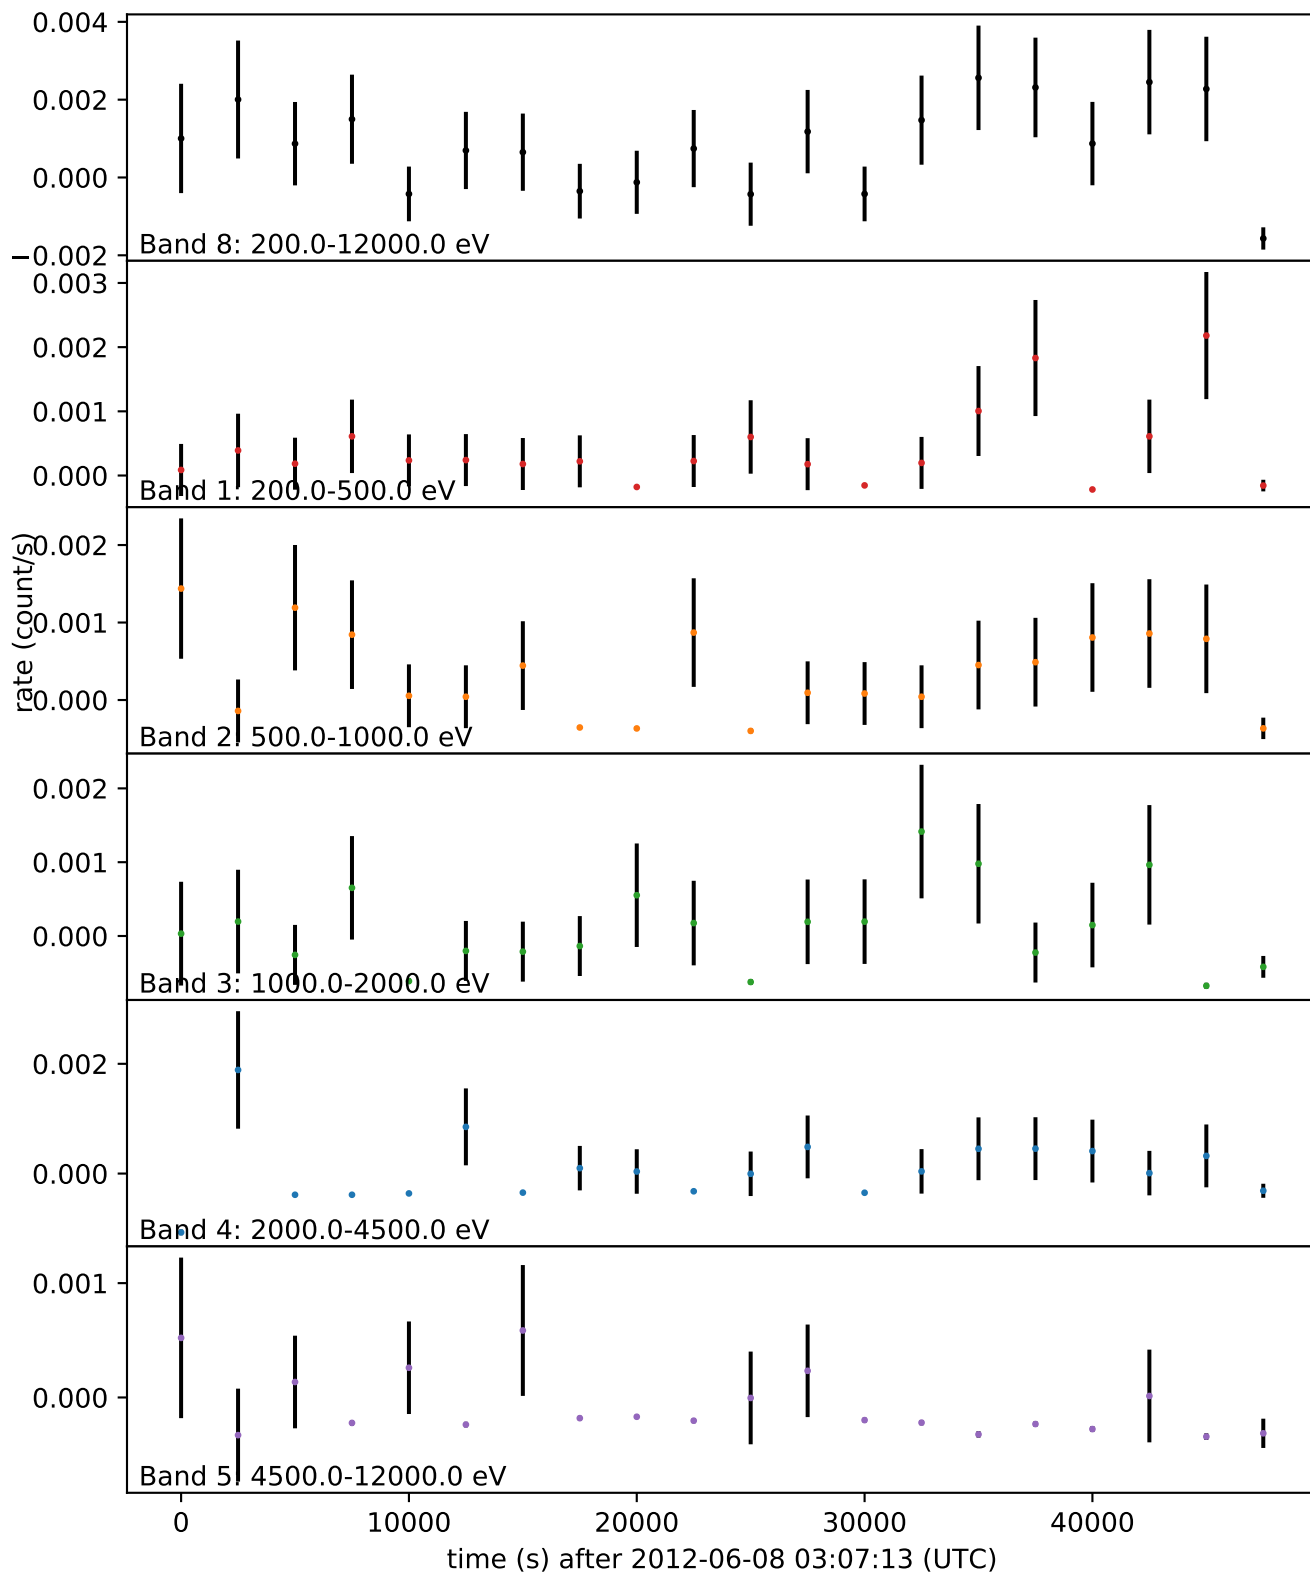 0.004
0.002
0.000
−0.002
Band 8: 200.0-12000.0 eV
0.003
0.002
0.001
0.000
Band 1: 200.0-500.0 eV
rate (count/s)
0.002
0.001
0.000
Band 2: 500.0-1000.0 eV
0.002
0.001
0.000
Band 3: 1000.0-2000.0 eV
0.002
0.000
Band 4: 2000.0-4500.0 eV
0.001
0.000
Band 5: 4500.0-12000.0 eV
0 10000 20000 30000 40000
time (s) after 2012-06-08 03:07:13 (UTC)